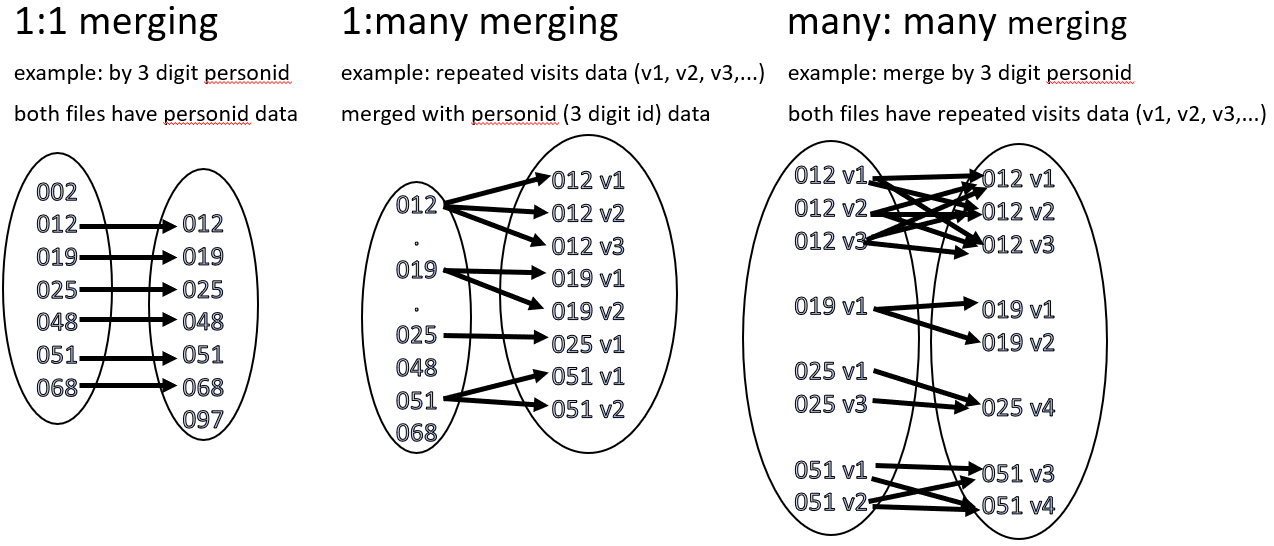 1:1 merging
example: by 3 digit personid
both files have personid data
002
012
019
025
048
051
068
012
019
025
048
051
068
097
1:many merging
example: repeated visits data (v1, v2, v3,...)
merged with personid (3 digit id) data
012
.
019
.
025
048
051
068
012 v1
012 v2
012 v3
019 v1
019 v2
025 v1
051 v1
051 v2
many: many merging
example: merge by 3 digit personid
both files have repeated visits data (v1, v2, v3,...)
012 v1
012 v2
012 v3
019 v1
025 v1
025 v3
051 v1
051 v2
012 v1
012 v2
012 v3
019 v1
019 v2
025 v4
051 v3
051 v4